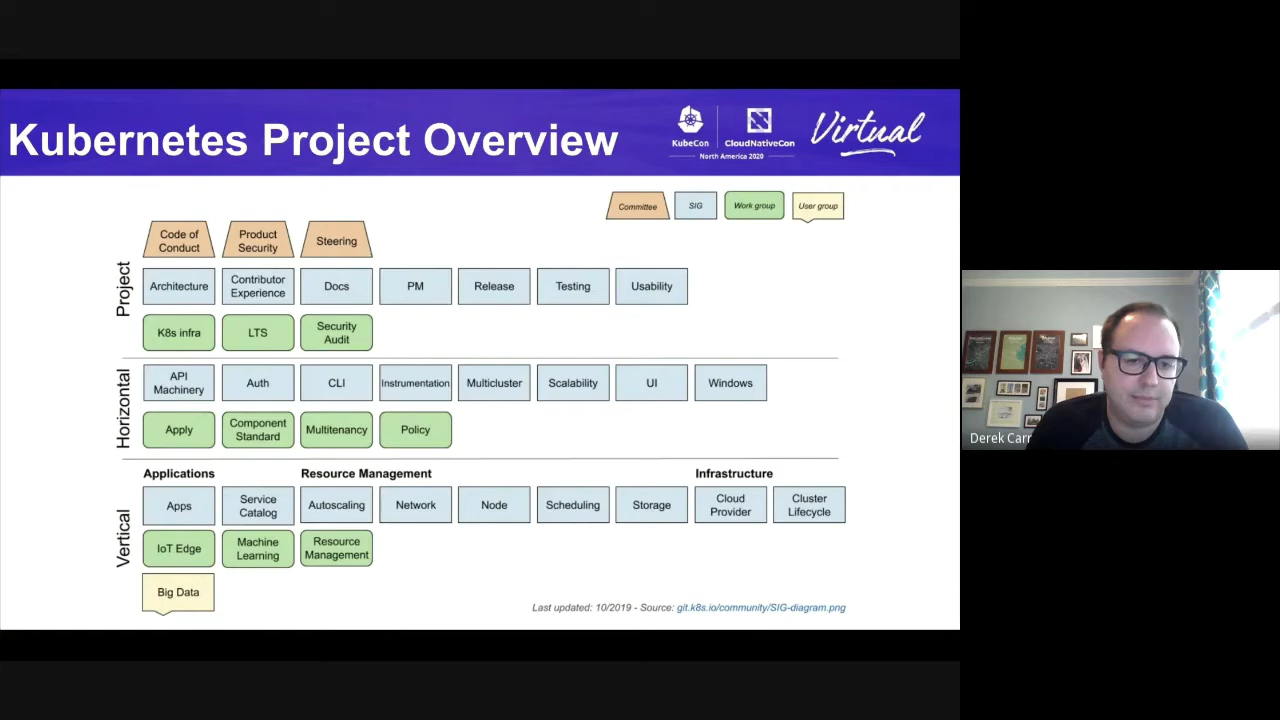 Kubernetes Project Overview
KubeCon
CloudNativeCon
North America 2020
Virtual
Committee
SIG
Work group
User group
Project
Code of
Conduct
Product
Security
Steering
Architecture
Contributor
Experience
Docs
PM
Release
Testing
Usability
K8s infra
LTS
Security
Audit
Horizontal
API
Machinery
Auth
CLI
Instrumentation
Multicluster
Scalability
UI
Windows
Apply
Component
Standard
Multitenancy
Policy
Vertical
Applications
Resource Management
Infrastructure
Apps
Service
Catalog
Autoscaling
Network
Node
Scheduling
Storage
Cloud
Provider
Cluster
Lifecycle
IoT Edge
Machine
Learning
Resource
Management
Big Data
Last updated: 10/2019 - Source: git.k8s.io/community/SIG-diagram.png
Derek Carr